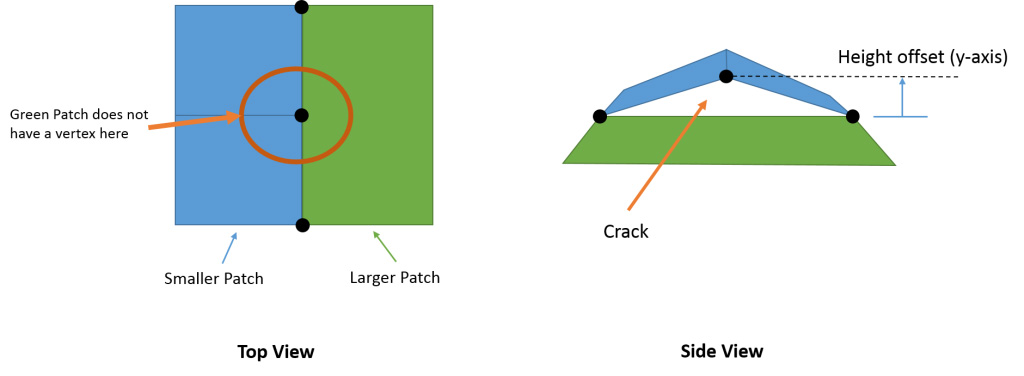 Green Patch does not
have a vertex here
Smaller Patch
Larger Patch
Top View
Height offset (y-axis)
Crack
Side View